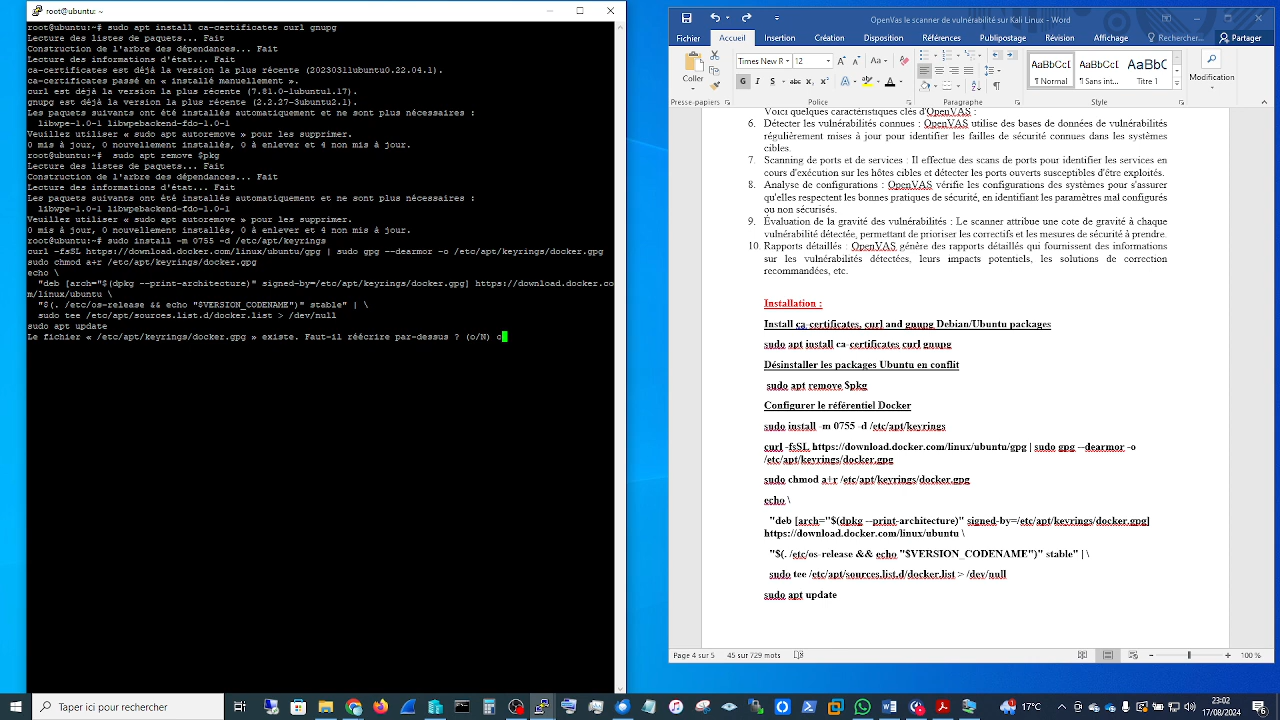 root@ubuntu: ~
root@ubuntu:~# sudo apt install ca-certificates curl gnupg
Lecture des listes de paquets... Fait
Construction de l'arbre des dépendances... Fait
Lecture des informations d'état... Fait
ca-certificates est déjà la version la plus récente (20230311ubuntu0.22.04.1).
ca-certificates passé en « installé manuellement ».
curl est déjà la version la plus récente (7.81.0-1ubuntu1.17).
gnupg est déjà la version la plus récente (2.2.27-3ubuntu2.1).
Les paquets suivants ont été installés automatiquement et ne sont plus nécessaires :
  libwpe-1.0-1 libwpebackend-fdo-1.0-1
Veuillez utiliser « sudo apt autoremove » pour les supprimer.
0 mis à jour, 0 nouvellement installés, 0 à enlever et 4 non mis à jour.
root@ubuntu:~#  sudo apt remove $pkg
Lecture des listes de paquets... Fait
Construction de l'arbre des dépendances... Fait
Lecture des informations d'état... Fait
Les paquets suivants ont été installés automatiquement et ne sont plus nécessaires :
  libwpe-1.0-1 libwpebackend-fdo-1.0-1
Veuillez utiliser « sudo apt autoremove » pour les supprimer.
0 mis à jour, 0 nouvellement installés, 0 à enlever et 4 non mis à jour.
root@ubuntu:~# sudo install -m 0755 -d /etc/apt/keyrings
curl -fsSL https://download.docker.com/linux/ubuntu/gpg | sudo gpg --dearmor -o /etc/apt/keyrings/docker.gpg
sudo chmod a+r /etc/apt/keyrings/docker.gpg
echo \
  "deb [arch="$(dpkg --print-architecture)" signed-by=/etc/apt/keyrings/docker.gpg] https://download.docker.co
m/linux/ubuntu \
  "$(. /etc/os-release && echo "$VERSION_CODENAME")" stable" | \
  sudo tee /etc/apt/sources.list.d/docker.list > /dev/null
sudo apt update
Le fichier « /etc/apt/keyrings/docker.gpg » existe. Faut-il réécrire par-dessus ? (o/N)
OpenVas le scanner de vulnérabilité sur Kali Linux - Word
Fichier Accueil Insertion Création Disposition Références Publipostage Révision Affichage Recherche... Partager
Coller
Times New R 12
G I S abc x₂ x² A
AaBbCcI AaBbCcI AaBbC
¶ Normal ¶ Sans int... Titre 1
Modification
Presse-papiers Police Paragraphe Style
Voici quelques caractéristiques clés d'OpenVAS :
6. Détecter les vulnérabilités connues : OpenVAS utilise des bases de données de vulnérabilités
régulièrement mises à jour pour identifier les failles de sécurité connues dans les systèmes
cibles.
7. Scanning de ports et de services : Il effectue des scans de ports pour identifier les services en
cours d'exécution sur les hôtes cibles et détecter les ports ouverts susceptibles d'être exploités.
8. Analyse de configurations : OpenVAS vérifie les configurations des systèmes pour s'assurer
qu'elles respectent les bonnes pratiques de sécurité, en identifiant les paramètres mal configurés
ou non sécurisés.
9. Évaluation de la gravité des vulnérabilités : Le scanner attribue une cote de gravité à chaque
vulnérabilité détectée, permettant de prioriser les correctifs et les mesures de sécurité à prendre.
10. Rapports détaillés : OpenVAS génère des rapports détaillés qui fournissent des informations
sur les vulnérabilités détectées, leurs impacts potentiels, les solutions de correction
recommandées, etc.
Installation :
Install ca-certificates, curl and gnupg Debian/Ubuntu packages
sudo apt install ca-certificates curl gnupg
Désinstaller les packages Ubuntu en conflit
sudo apt remove $pkg
Configurer le référentiel Docker
sudo install -m 0755 -d /etc/apt/keyrings
curl -fsSL https://download.docker.com/linux/ubuntu/gpg | sudo gpg --dearmor -o
/etc/apt/keyrings/docker.gpg
sudo chmod a+r /etc/apt/keyrings/docker.gpg
echo \
"deb [arch="$(dpkg --print-architecture)" signed-by=/etc/apt/keyrings/docker.gpg]
https://download.docker.com/linux/ubuntu \
"$(. /etc/os-release && echo "$VERSION_CODENAME")" stable" | \
sudo tee /etc/apt/sources.list.d/docker.list > /dev/null
sudo apt update
Page 4 sur 5 45 sur 729 mots 100 %
Taper ici pour rechercher
17°C
23:02
17/08/2024